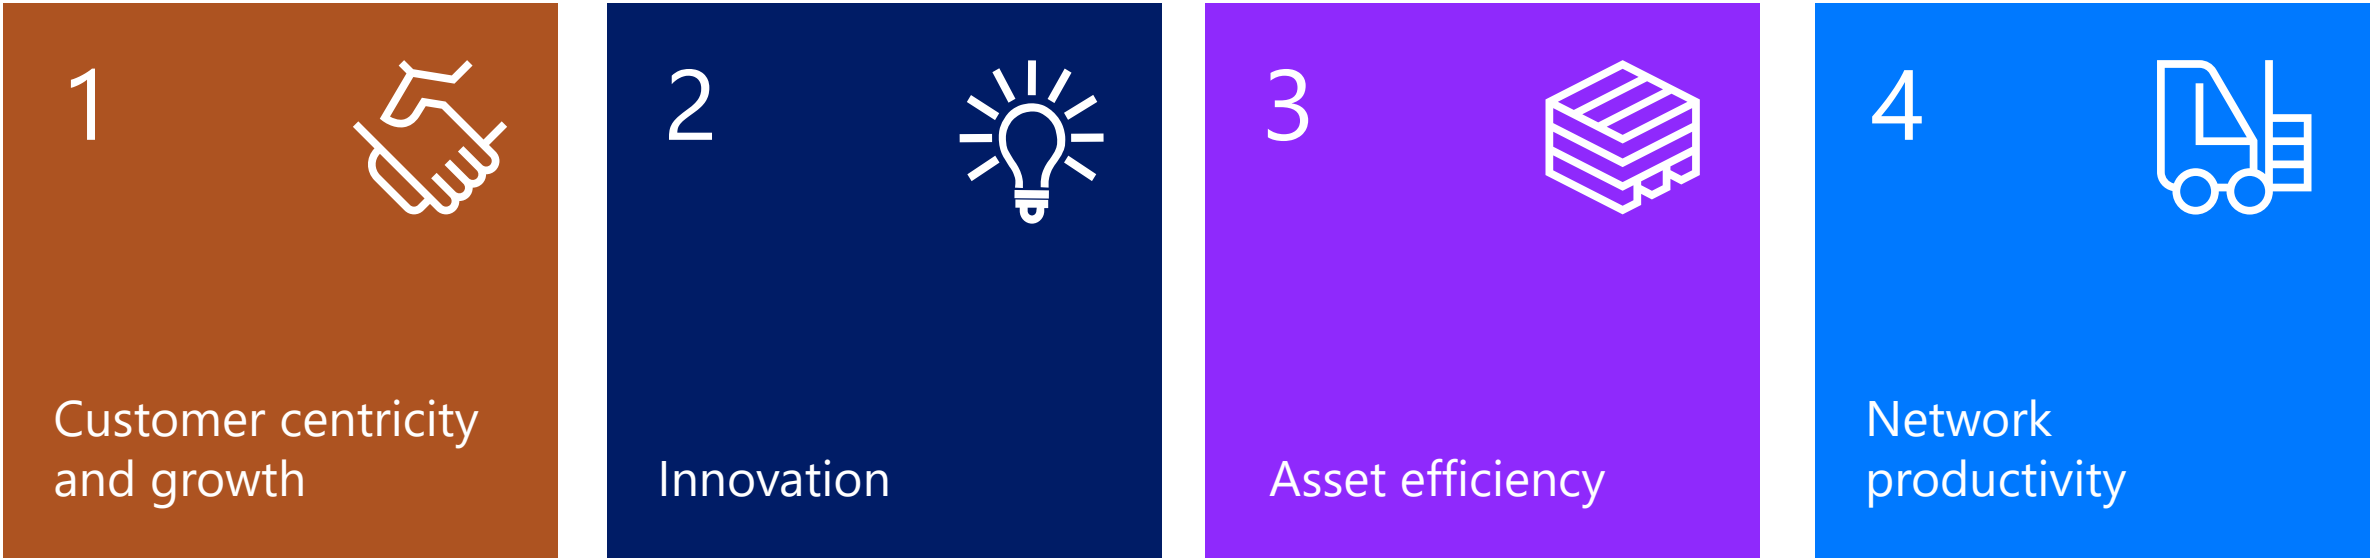 1
Customer centricity
and growth
2
Innovation
3
Asset efficiency
4
Network
productivity